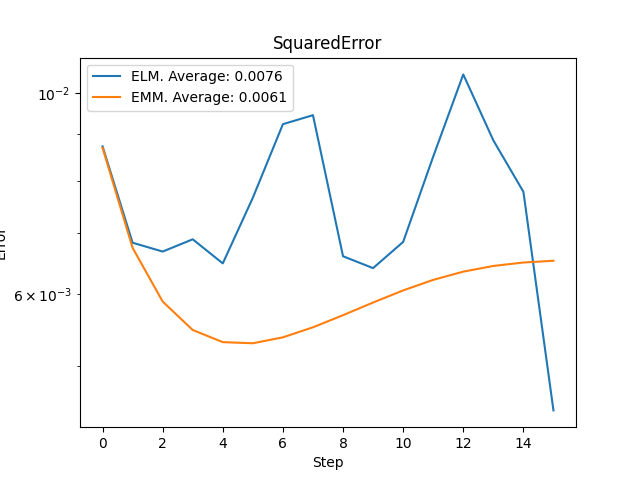 SquaredError
ELM. Average: 0.0076
EMM. Average: 0.0061
10⁻²
6 × 10⁻³
Error
0 2 4 6 8 10 12 14
Step